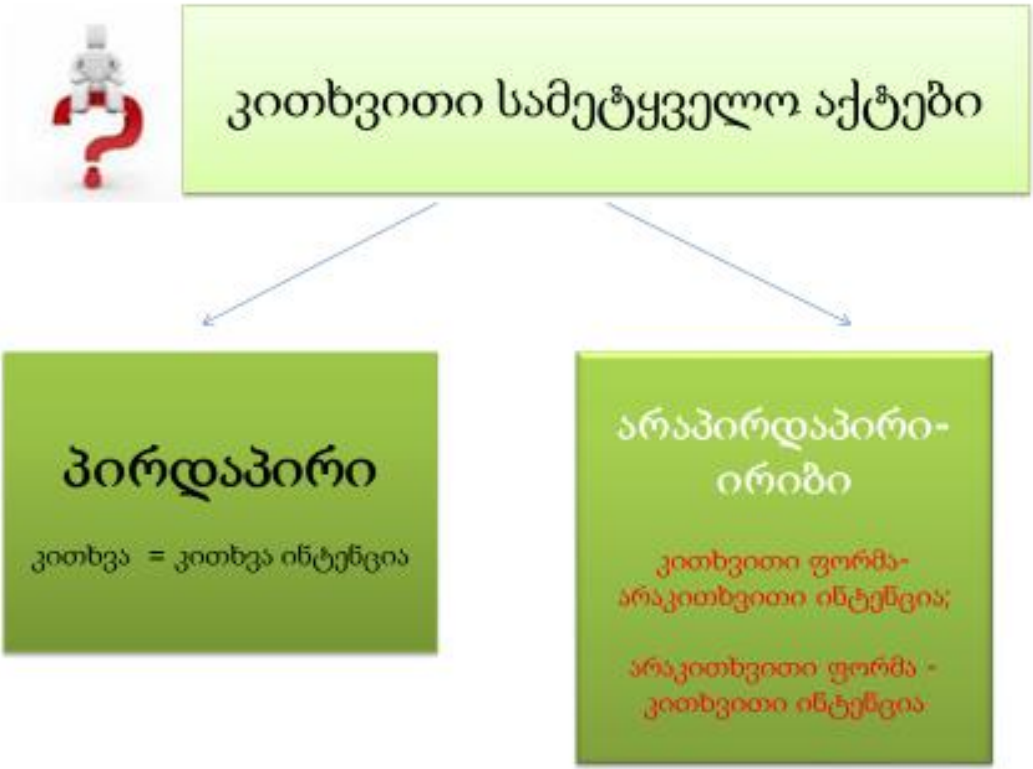 კითხვითი სამეტყველო აქტები
პირდაპირი
კითხვა = კითხვა ინტენცია
არაპირდაპირი-
ირიბი
კითხვითი ფორმა-
არაკითხვითი ინტენცია;
არაკითხვითი ფორმა -
კითხვითი ინტენცია